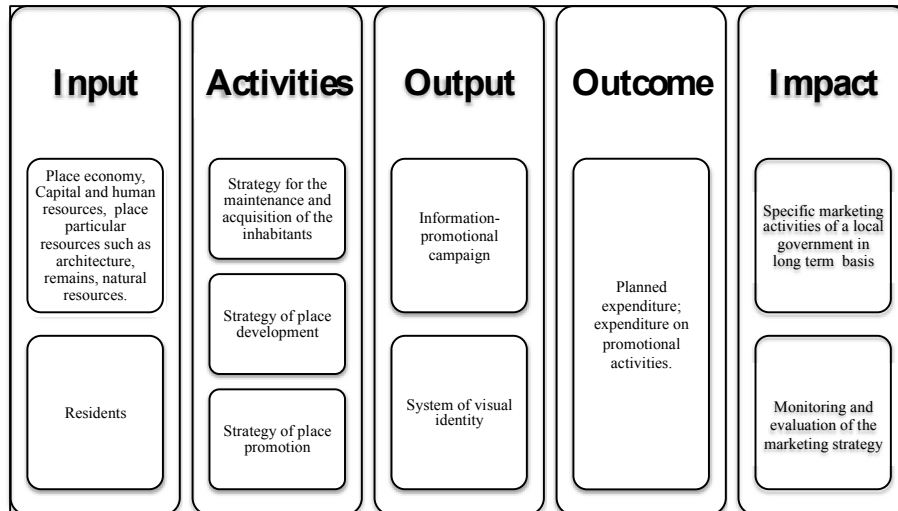 Input
Place economy,
Capital and human
resources, place
particular
resources such as
architecture,
remains, natural
resources.
Residents
Activities
Strategy for the
maintenance and
acquisition of the
inhabitants
Strategy of place
development
Strategy of place
promotion
Output
Information-
promotional
campaign
System of visual
identity
Outcome
Planned
expenditure;
expenditure on
promotional
activities.
Impact
Specific marketing
activities of a local
government in
long term basis
Monitoring and
evaluation of the
marketing strategy